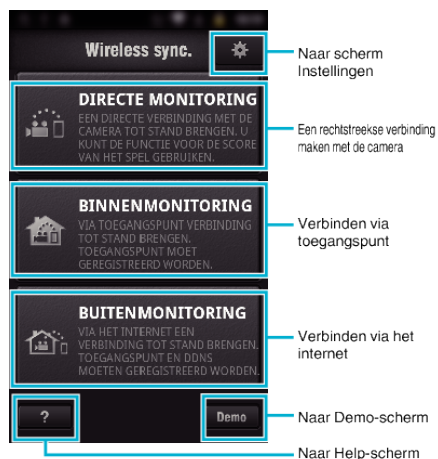 Wireless sync.
Naar scherm
Instellingen
DIRECTE MONITORING
EEN DIRECTE VERBINDING MET DE
CAMERA TOT STAND BRENGEN. U
KUNT DE FUNCTIE VOOR DE SCORE
VAN HET SPEL GEBRUIKEN.
Een rechtstreekse verbinding
maken met de camera
BINNENMONITORING
VIA TOEGANGSPUNT VERBINDING
TOT STAND BRENGEN.
TOEGANGSPUNT MOET
GEREGISTREERD WORDEN.
Verbinden via
toegangspunt
BUITENMONITORING
VIA HET INTERNET EEN
VERBINDING TOT STAND BRENGEN.
TOEGANGSPUNT EN DDNS
MOETEN GEREGISTREERD WORDEN.
Verbinden via het
internet
?
Demo
Naar Demo-scherm
Naar Help-scherm